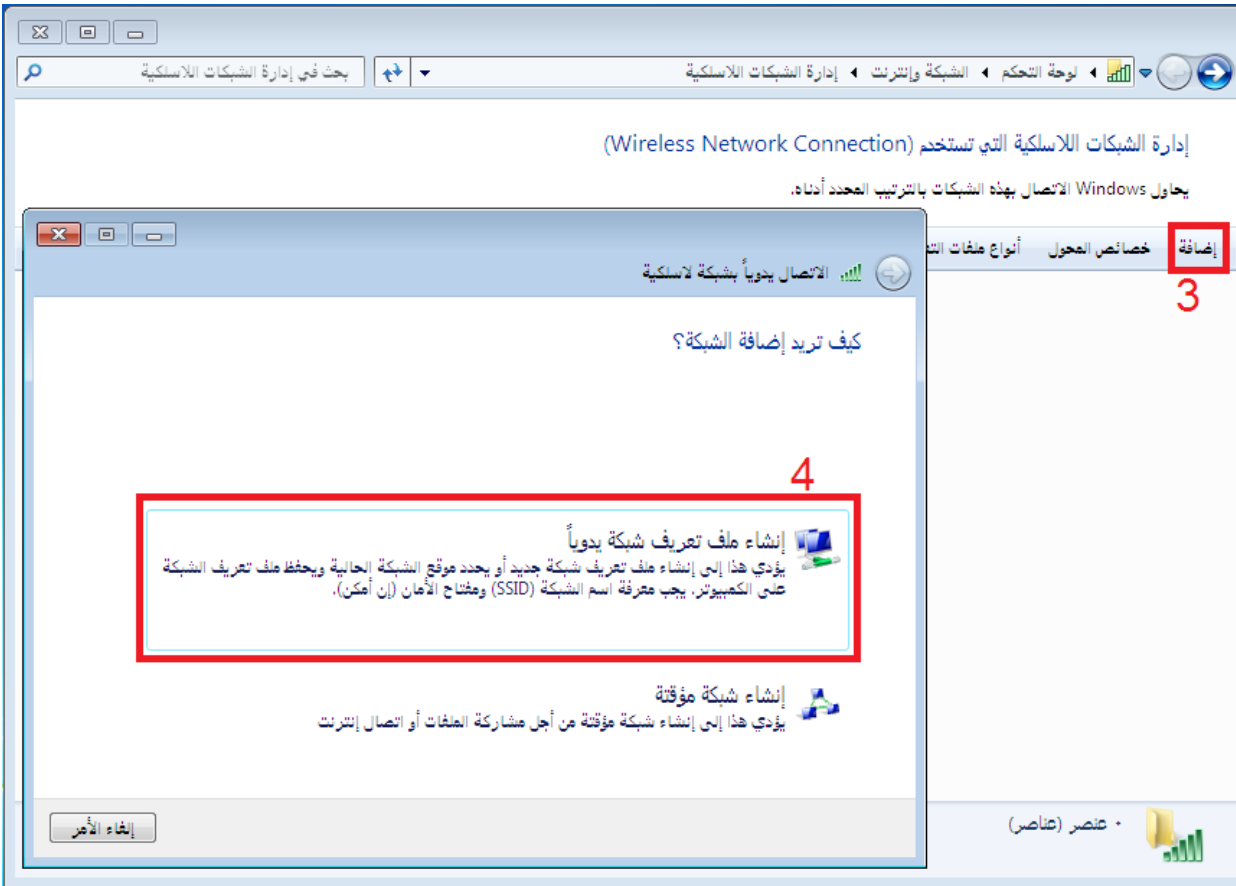 لوحة التحكم ‹ الشبكة وإنترنت ‹ إدارة الشبكات اللاسلكية
بحث في إدارة الشبكات اللاسلكية
إدارة الشبكات اللاسلكية التي تستخدم (Wireless Network Connection)
يحاول Windows الاتصال بهذه الشبكات بالترتيب المحدد أدناه.
إضافة خصائص المحول أنواع ملفات
3
الاتصال يدوياً بشبكة لاسلكية
كيف تريد إضافة الشبكة؟
4
إنشاء ملف تعريف شبكة يدوياً
يؤدي هذا إلى إنشاء ملف تعريف شبكة جديد أو يحدد موقع الشبكة الحالية ويحفظ ملف تعريف الشبكة
على الكمبيوتر. يجب معرفة اسم الشبكة (SSID) ومفتاح الأمان (إن أمكن).
إنشاء شبكة مؤقتة
يؤدي هذا إلى إنشاء شبكة مؤقتة من أجل مشاركة الملفات أو اتصال إنترنت
إلغاء الأمر
٠ عنصر (عناصر)